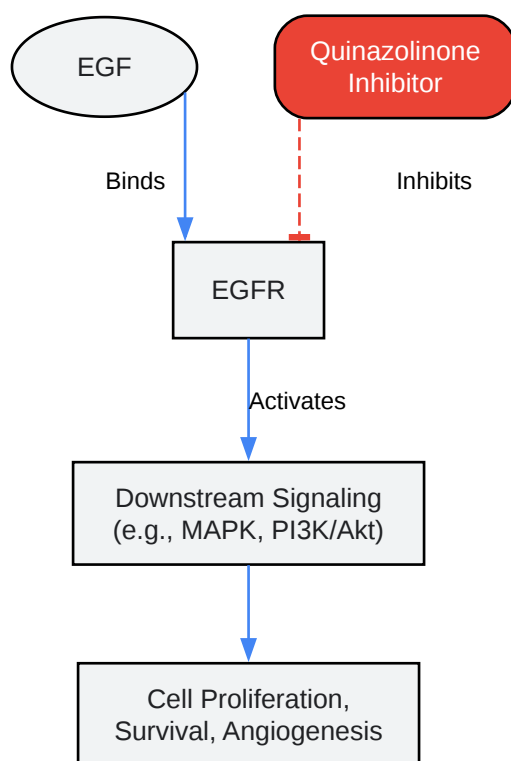 EGF
Quinazolinone
Inhibitor
Binds
Inhibits
EGFR
Activates
Downstream Signaling
(e.g., MAPK, PI3K/Akt)
Cell Proliferation,
Survival, Angiogenesis